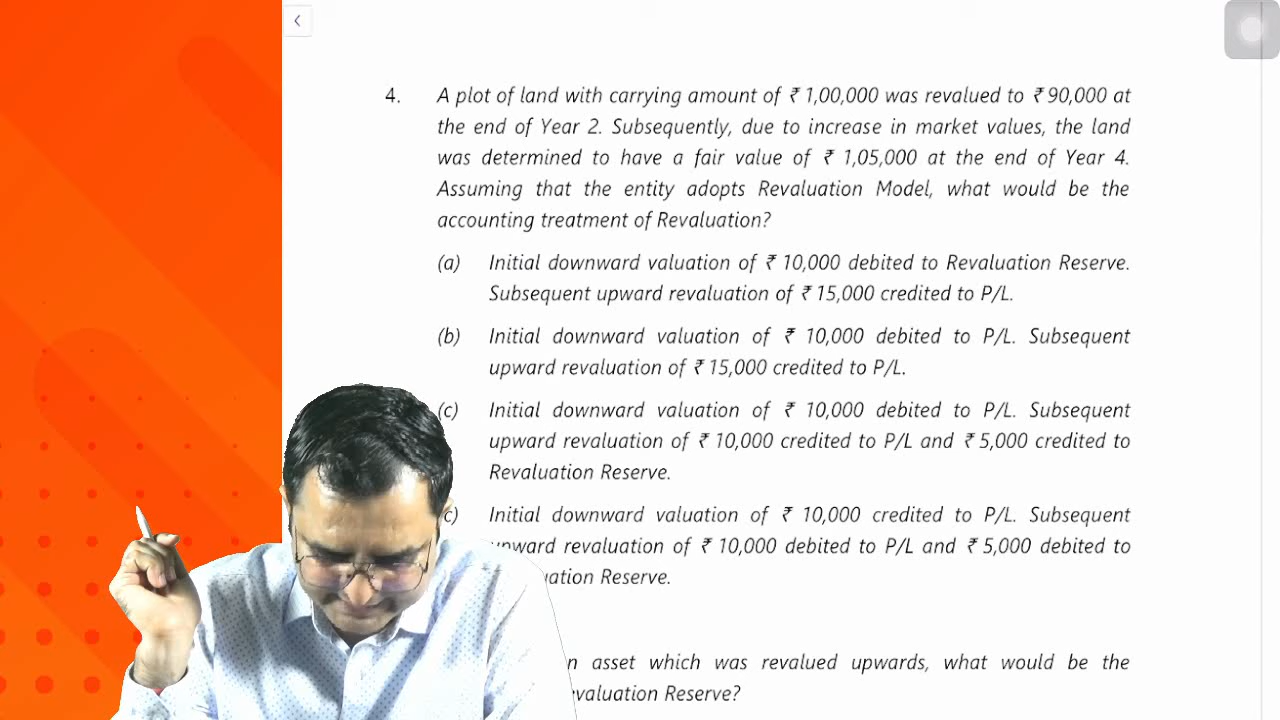 4. A plot of land with carrying amount of ₹ 1,00,000 was revalued to ₹ 90,000 at
the end of Year 2. Subsequently, due to increase in market values, the land
was determined to have a fair value of ₹ 1,05,000 at the end of Year 4.
Assuming that the entity adopts Revaluation Model, what would be the
accounting treatment of Revaluation?
(a) Initial downward valuation of ₹ 10,000 debited to Revaluation Reserve.
Subsequent upward revaluation of ₹ 15,000 credited to P/L.
(b) Initial downward valuation of ₹ 10,000 debited to P/L. Subsequent
upward revaluation of ₹ 15,000 credited to P/L.
(c) Initial downward valuation of ₹ 10,000 debited to P/L. Subsequent
upward revaluation of ₹ 10,000 credited to P/L and ₹ 5,000 credited to
Revaluation Reserve.
c) Initial downward valuation of ₹ 10,000 credited to P/L. Subsequent
revaluation of ₹ 10,000 debited to P/L and ₹ 5,000 debited to
Reserve.
asset which was revalued upwards, what would be the
Reserve?